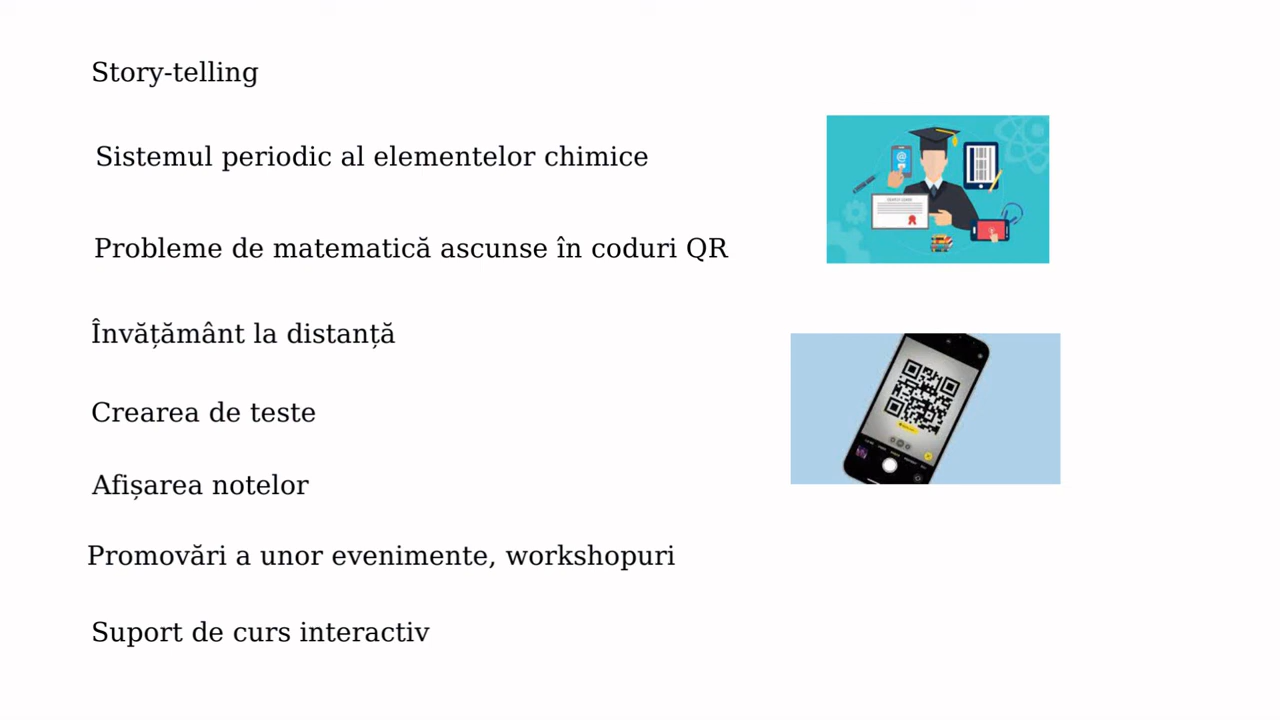 Story-telling
Sistemul periodic al elementelor chimice
Probleme de matematică ascunse în coduri QR
Învățământ la distanță
Crearea de teste
Afișarea notelor
Promovări a unor evenimente, workshopuri
Suport de curs interactiv